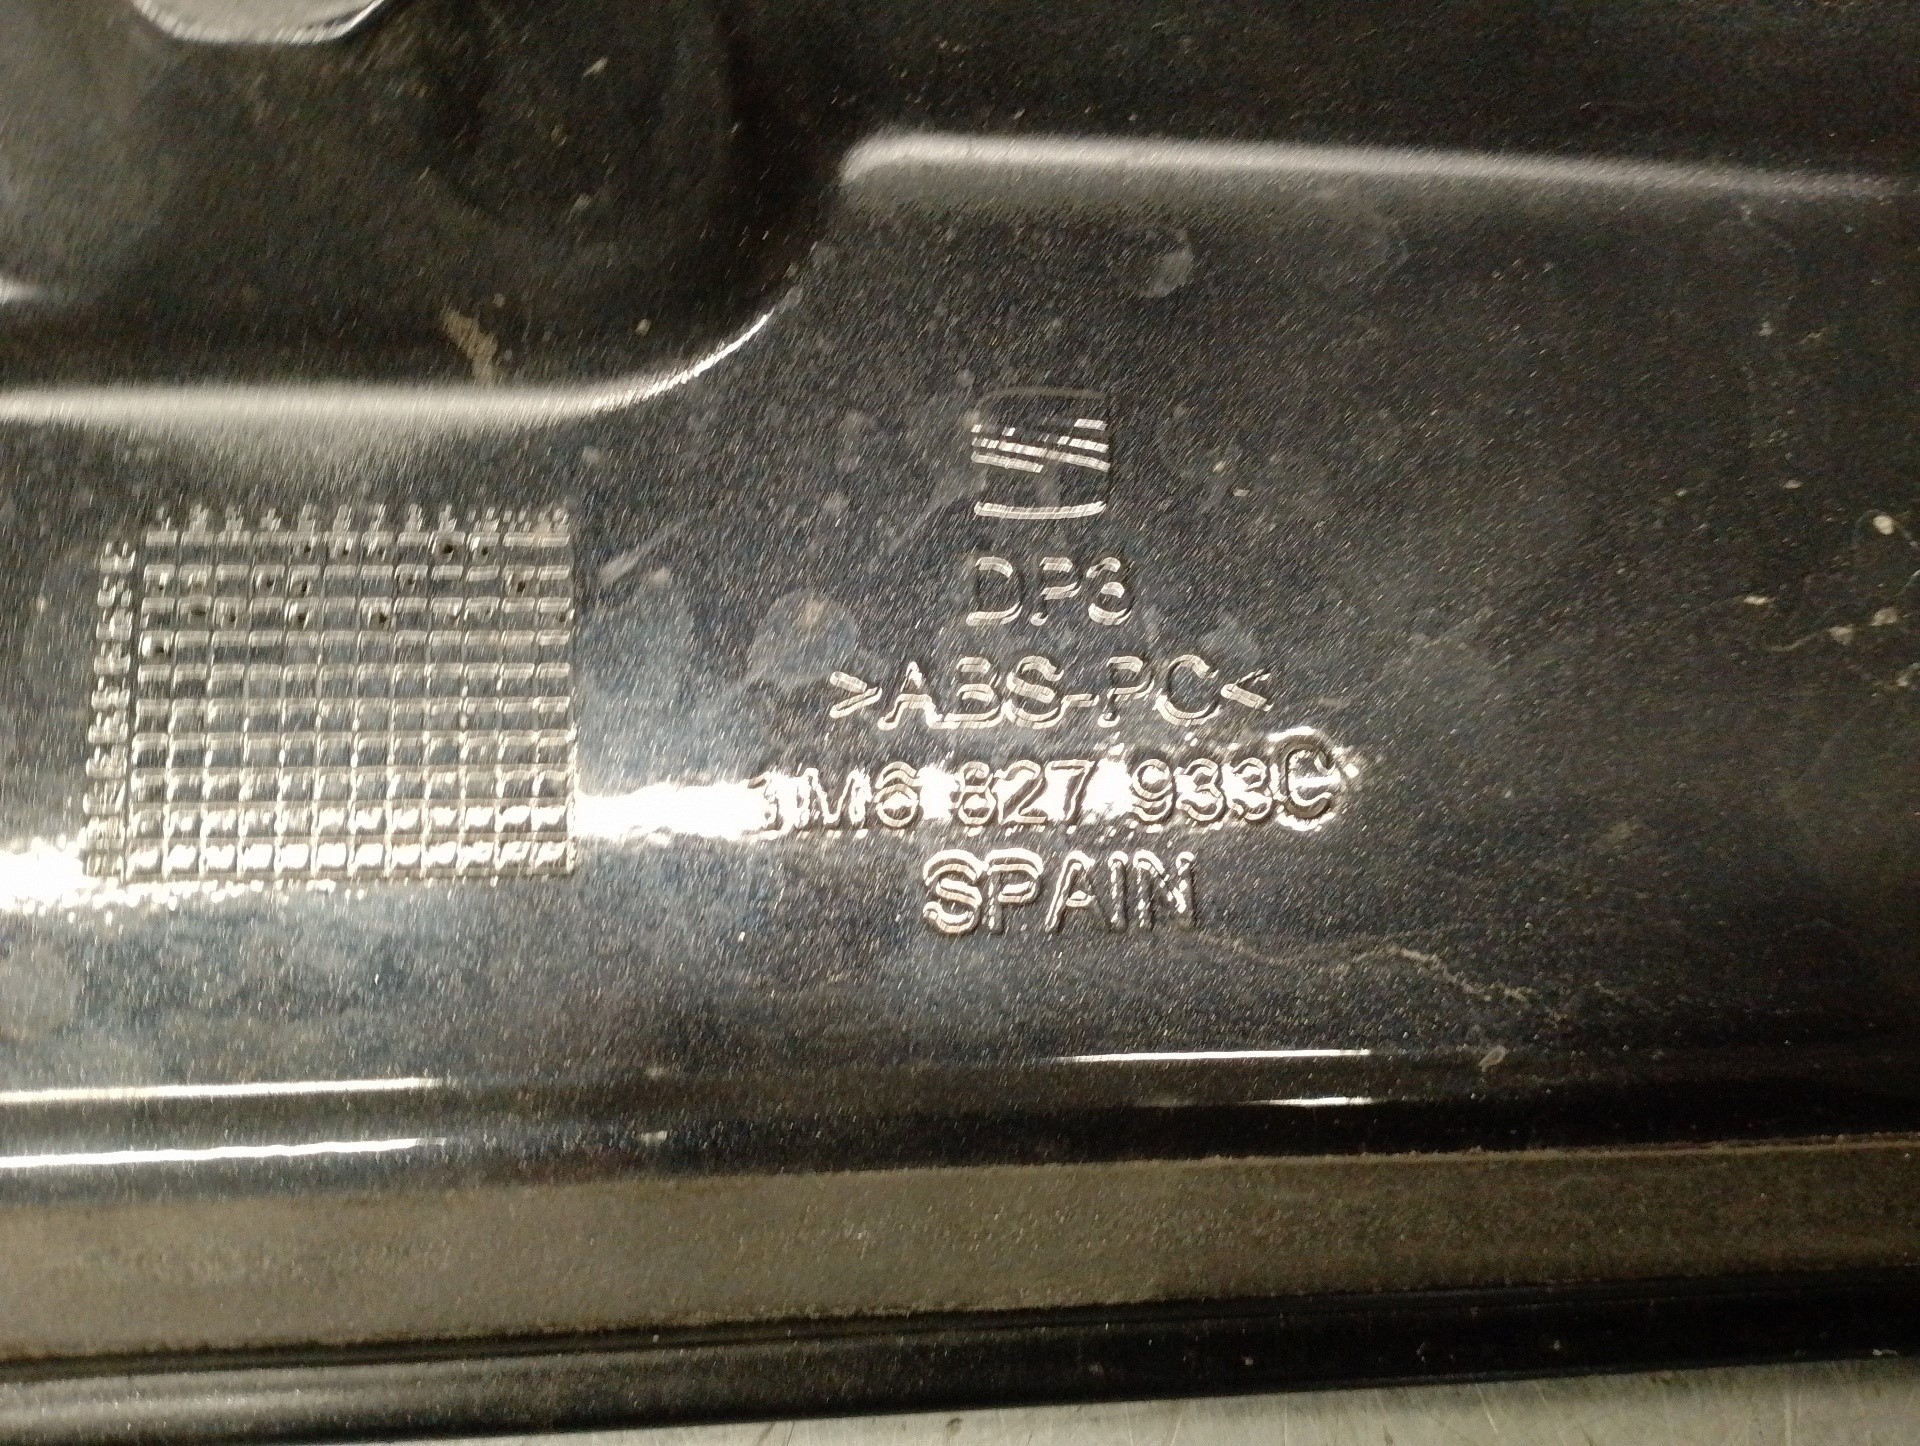 DP3
>ABS-PC<
1M6 827 933C
SPAIN